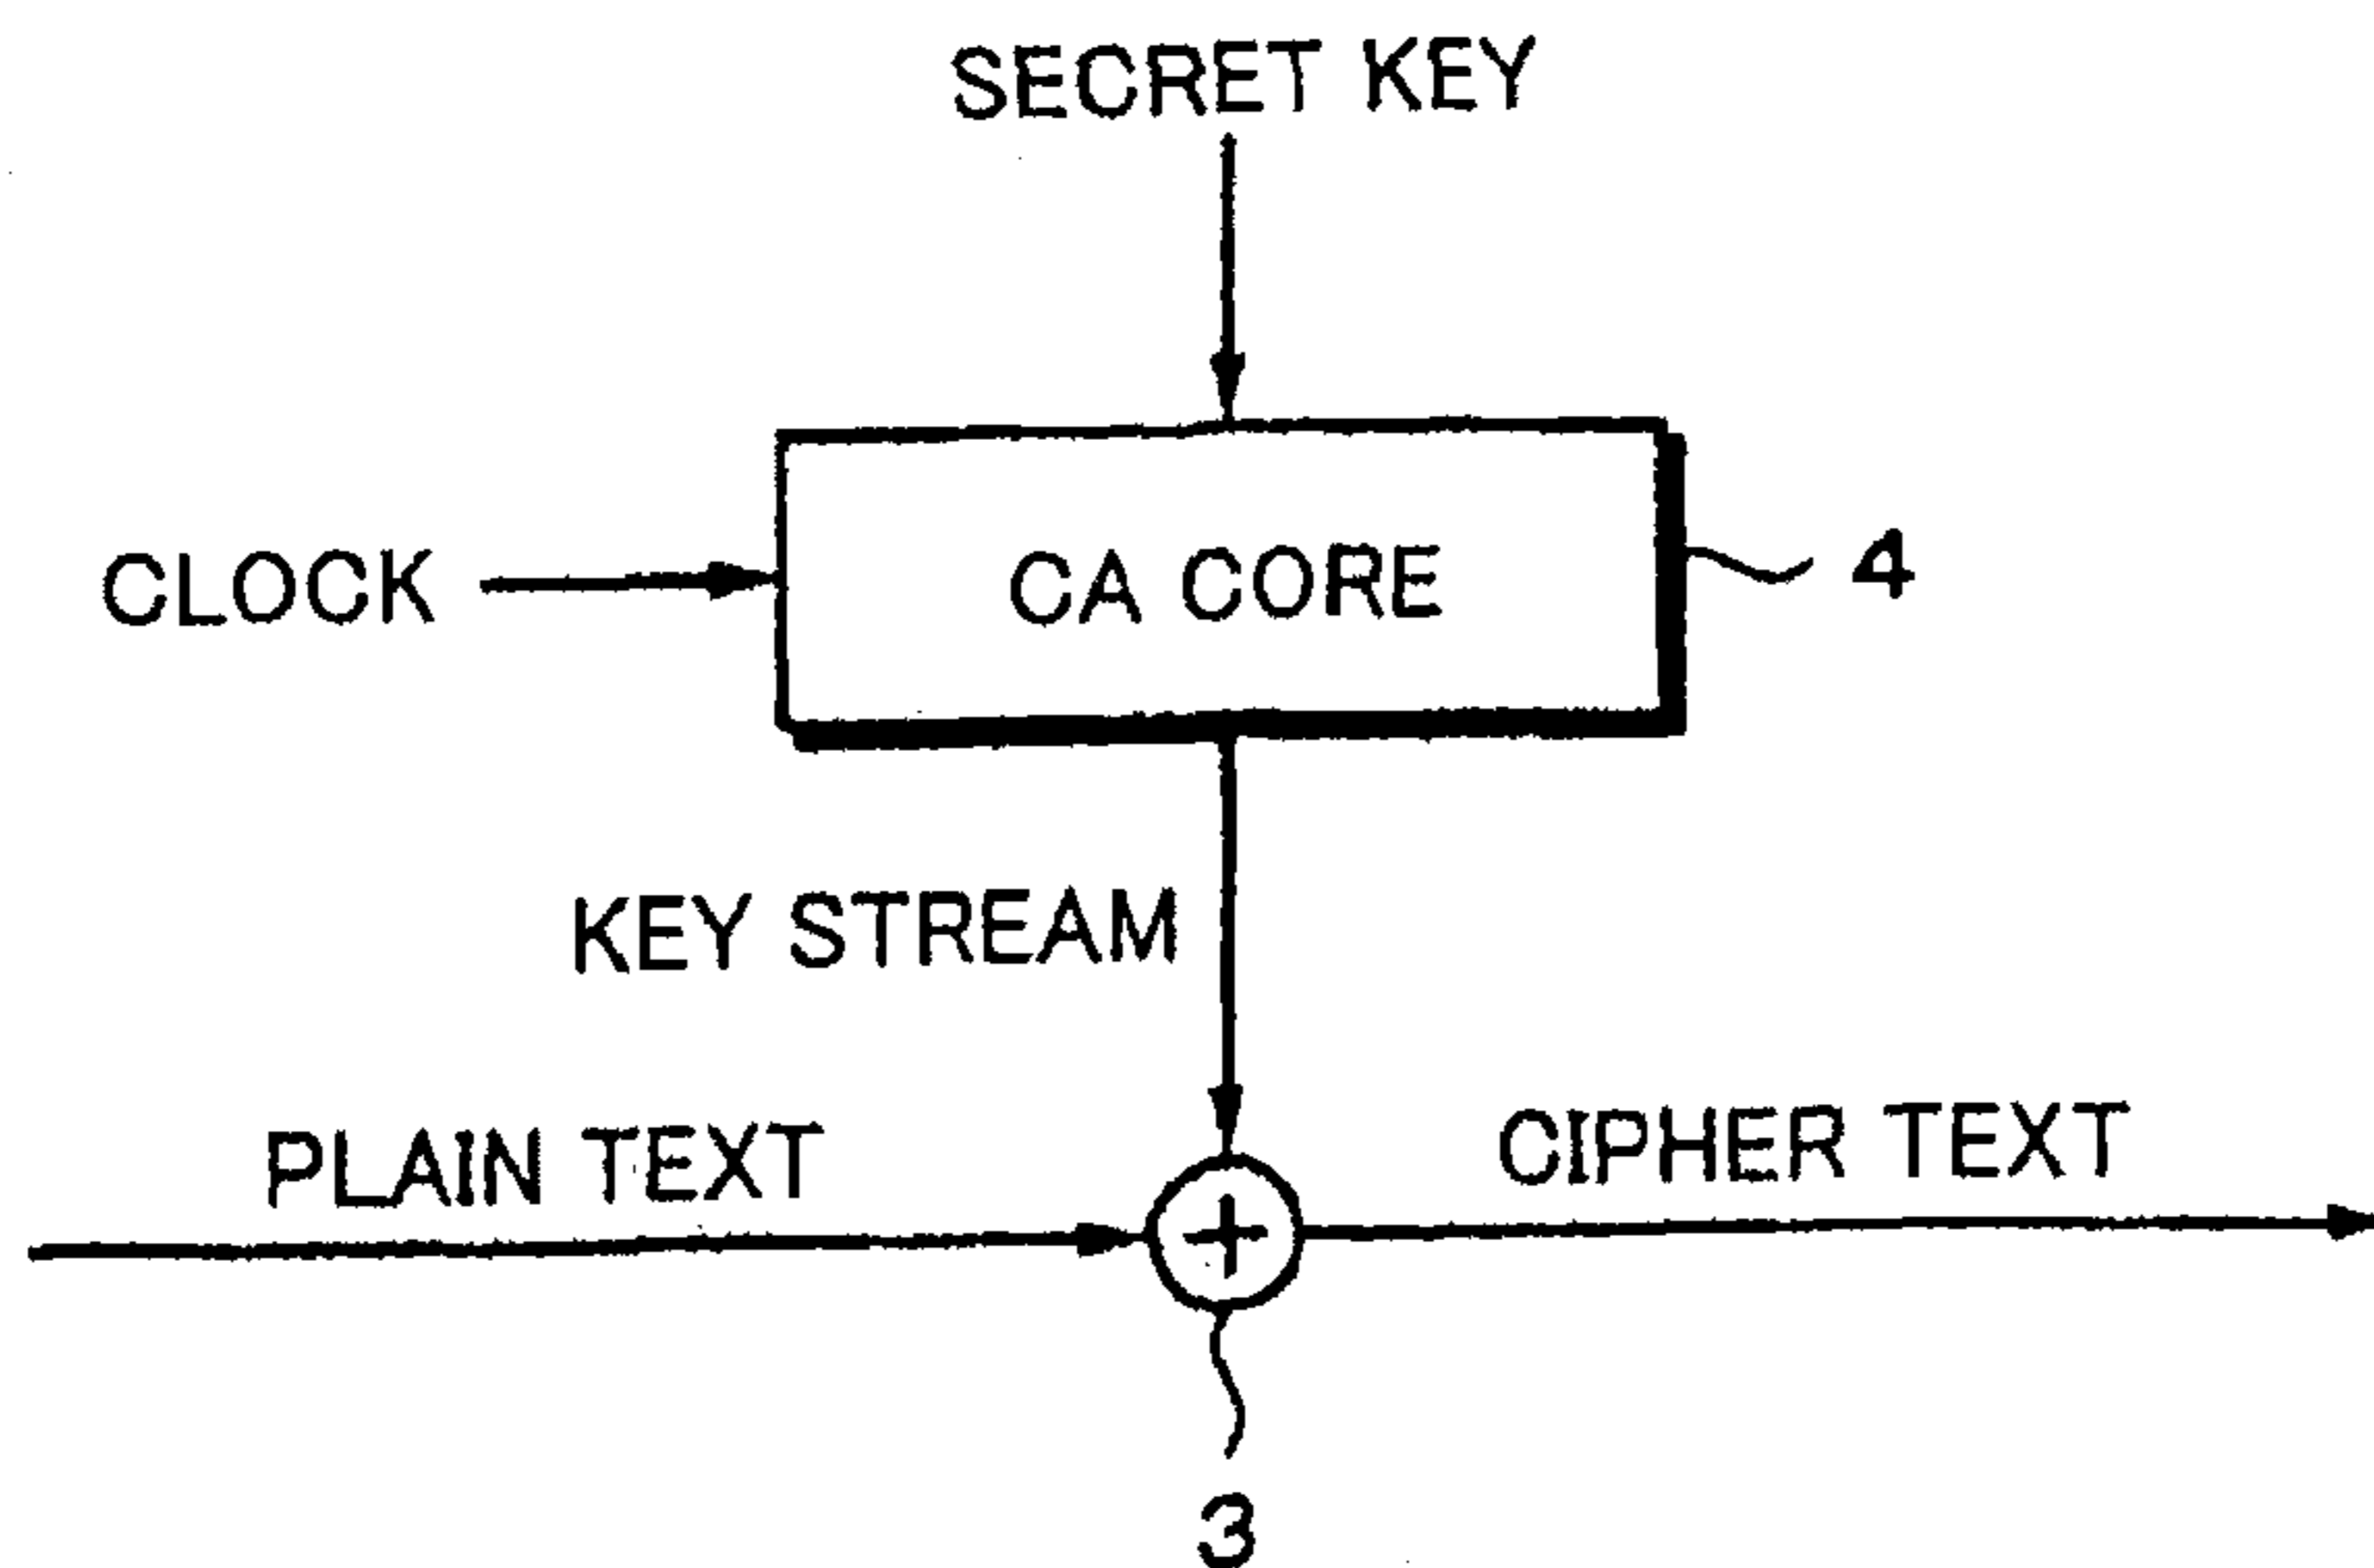 SECRET KEY
CLOCK
CA CORE
4
KEY STREAM
PLAIN TEXT
CIPHER TEXT
3